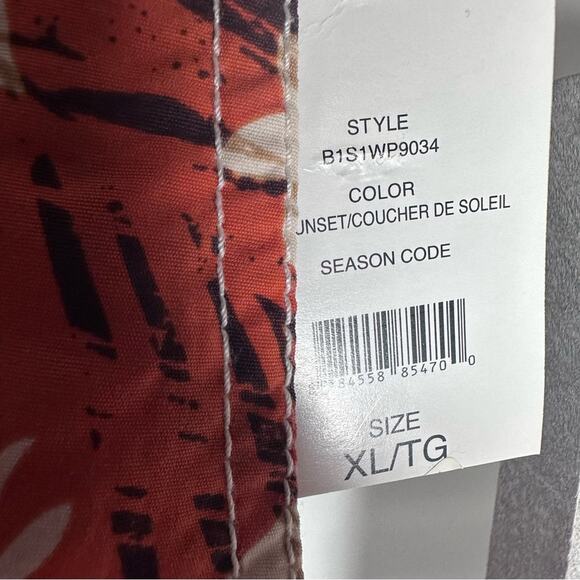 STYLE
B1S1WP9034
COLOR
UNSET/COUCHER DE SOLEIL
SEASON CODE
84558 85470 0
SIZE
XL/TG